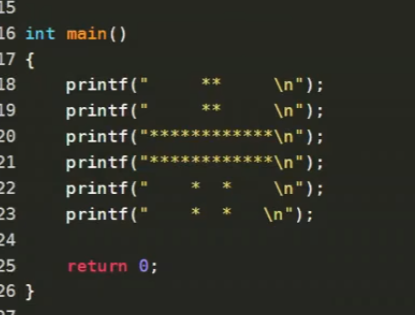 15
16 int main()
17 {
18     printf("     **     \n");
19     printf("     **     \n");
20     printf("************\n");
21     printf("************\n");
22     printf("    *  *    \n");
23     printf("    *  *   \n");
24
25     return 0;
26 }
27